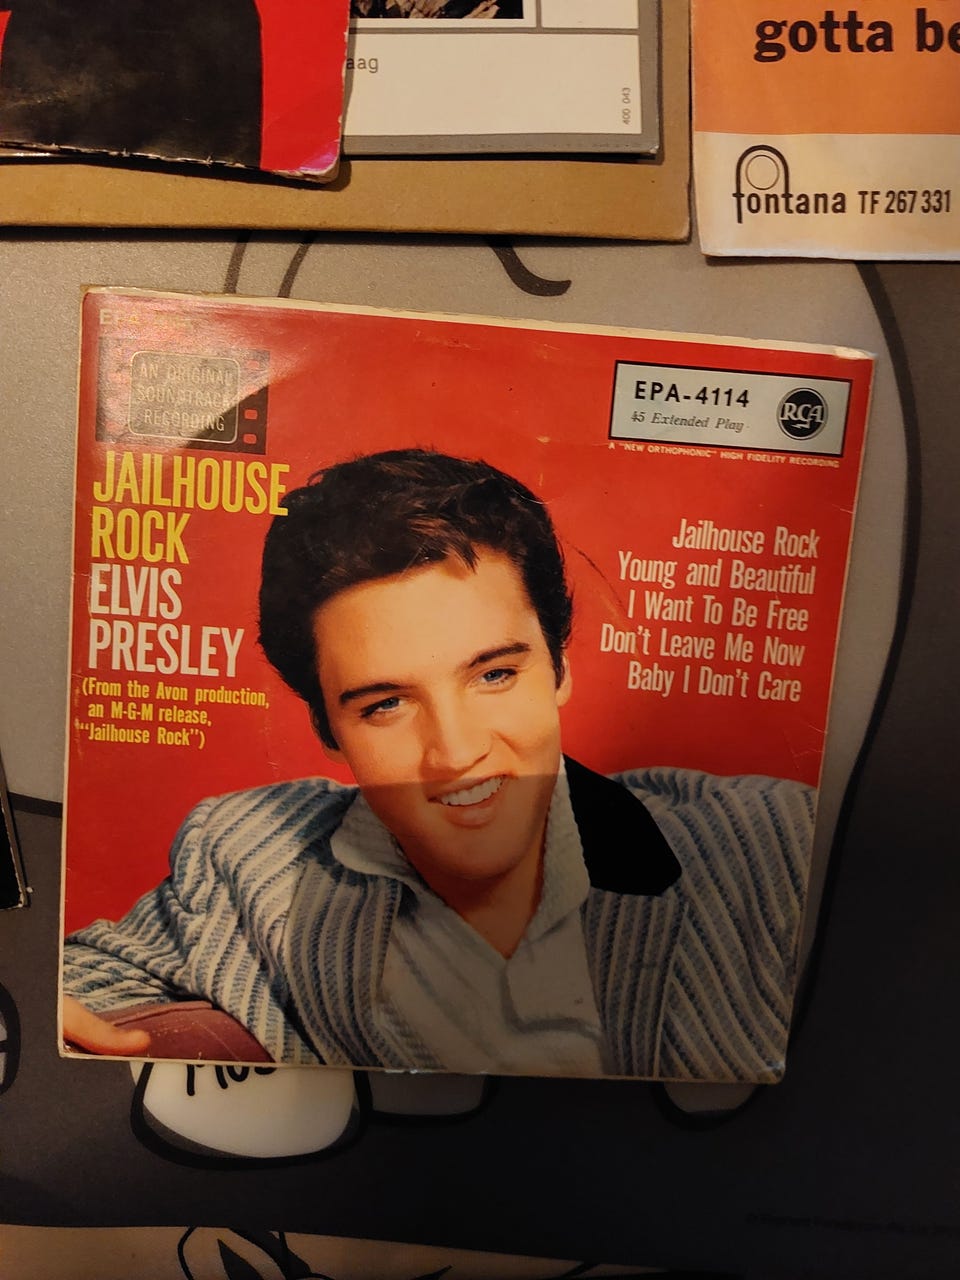 aag
400 043
gotta be
fontana TF 267 331
AN ORIGINAL
SOUNDTRACK
RECORDING
EPA-4114
45 Extended Play
RCA
A "NEW ORTHOPHONIC" HIGH FIDELITY RECORDING
JAILHOUSE
ROCK
ELVIS
PRESLEY
(From the Avon production,
an M-G-M release,
"Jailhouse Rock")
Jailhouse Rock
Young and Beautiful
I Want To Be Free
Don't Leave Me Now
Baby I Don't Care